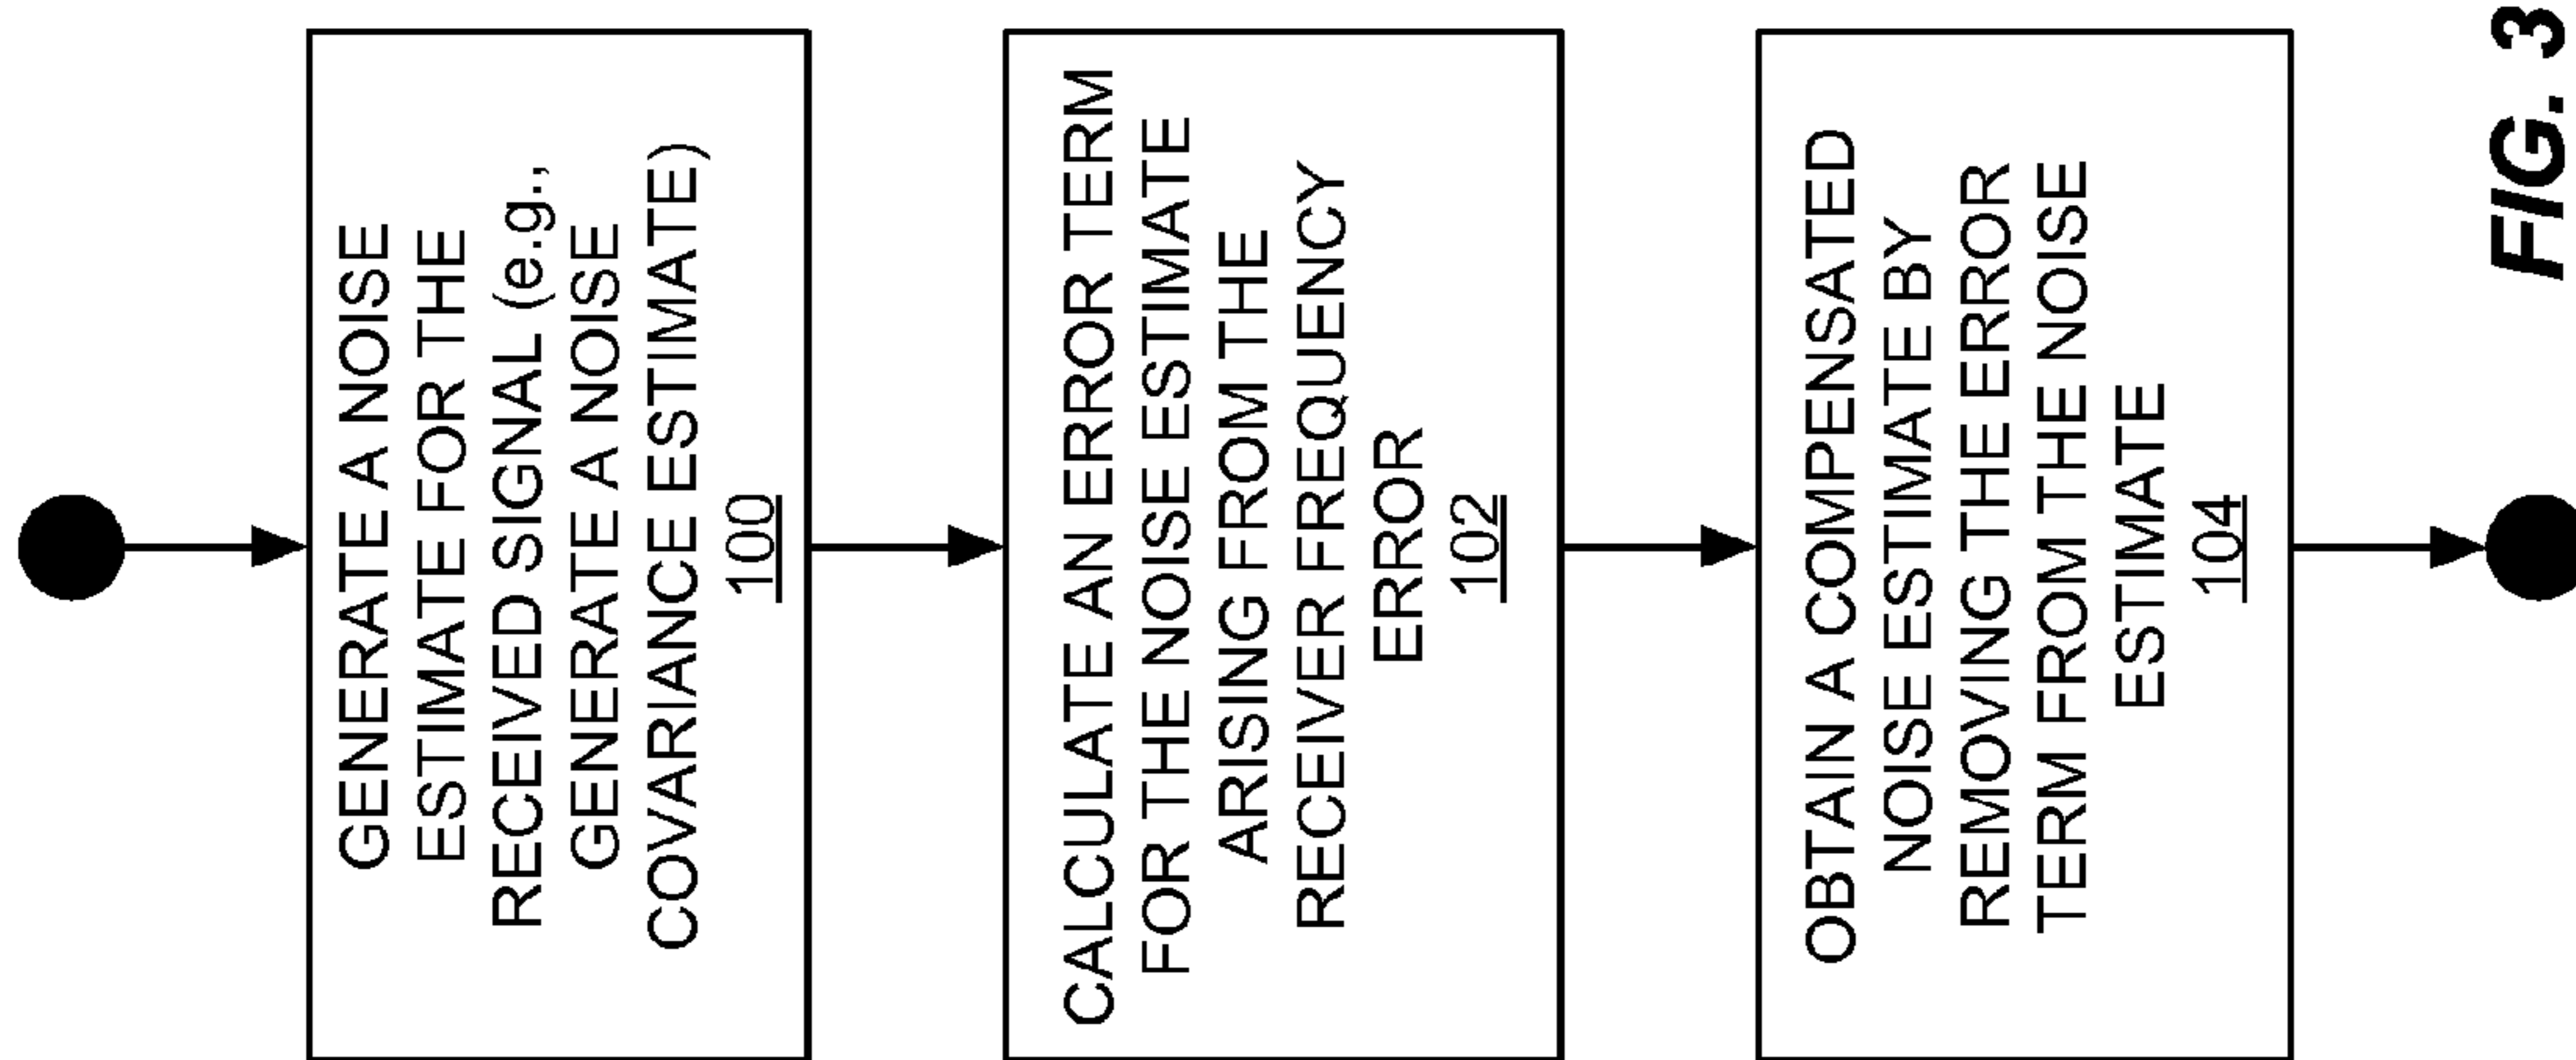 GENERATE A NOISE
ESTIMATE FOR THE
RECEIVED SIGNAL (e.g.,
GENERATE A NOISE
COVARIANCE ESTIMATE)
100
CALCULATE AN ERROR TERM
FOR THE NOISE ESTIMATE
ARISING FROM THE
RECEIVER FREQUENCY
ERROR
102
OBTAIN A COMPENSATED
NOISE ESTIMATE BY
REMOVING THE ERROR
TERM FROM THE NOISE
ESTIMATE
104
FIG. 3